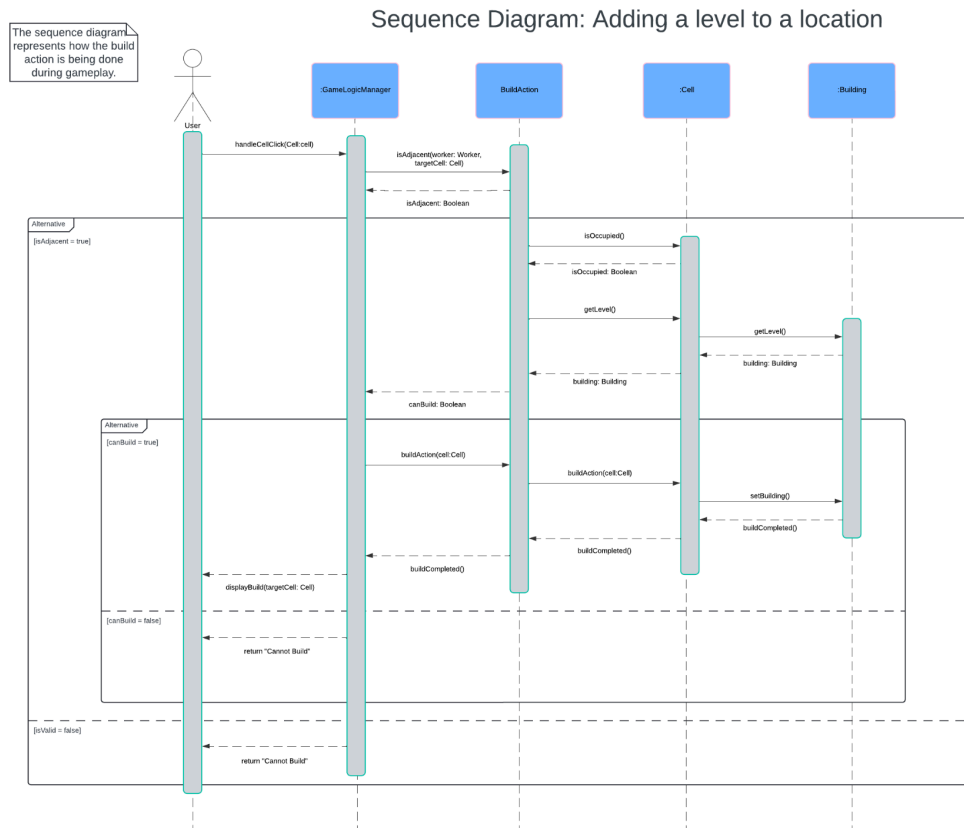 Sequence Diagram: Adding a level to a location
The sequence diagram
represents how the build
action is being done
during gameplay.
User
:GameLogicManager
BuildAction
:Cell
:Building
handleCellClick(Cell:cell)
isAdjacent(worker: Worker,
targetCell: Cell)
isAdjacent: Boolean
Alternative
[isAdjacent = true]
isOccupied()
isOccupied: Boolean
getLevel()
getLevel()
building: Building
building: Building
canBuild: Boolean
Alternative
[canBuild = true]
buildAction(cell:Cell)
buildAction(cell:Cell)
setBuilding()
buildCompleted()
buildCompleted()
buildCompleted()
displayBuild(targetCell: Cell)
[canBuild = false]
return "Cannot Build"
[isValid = false]
return "Cannot Build"